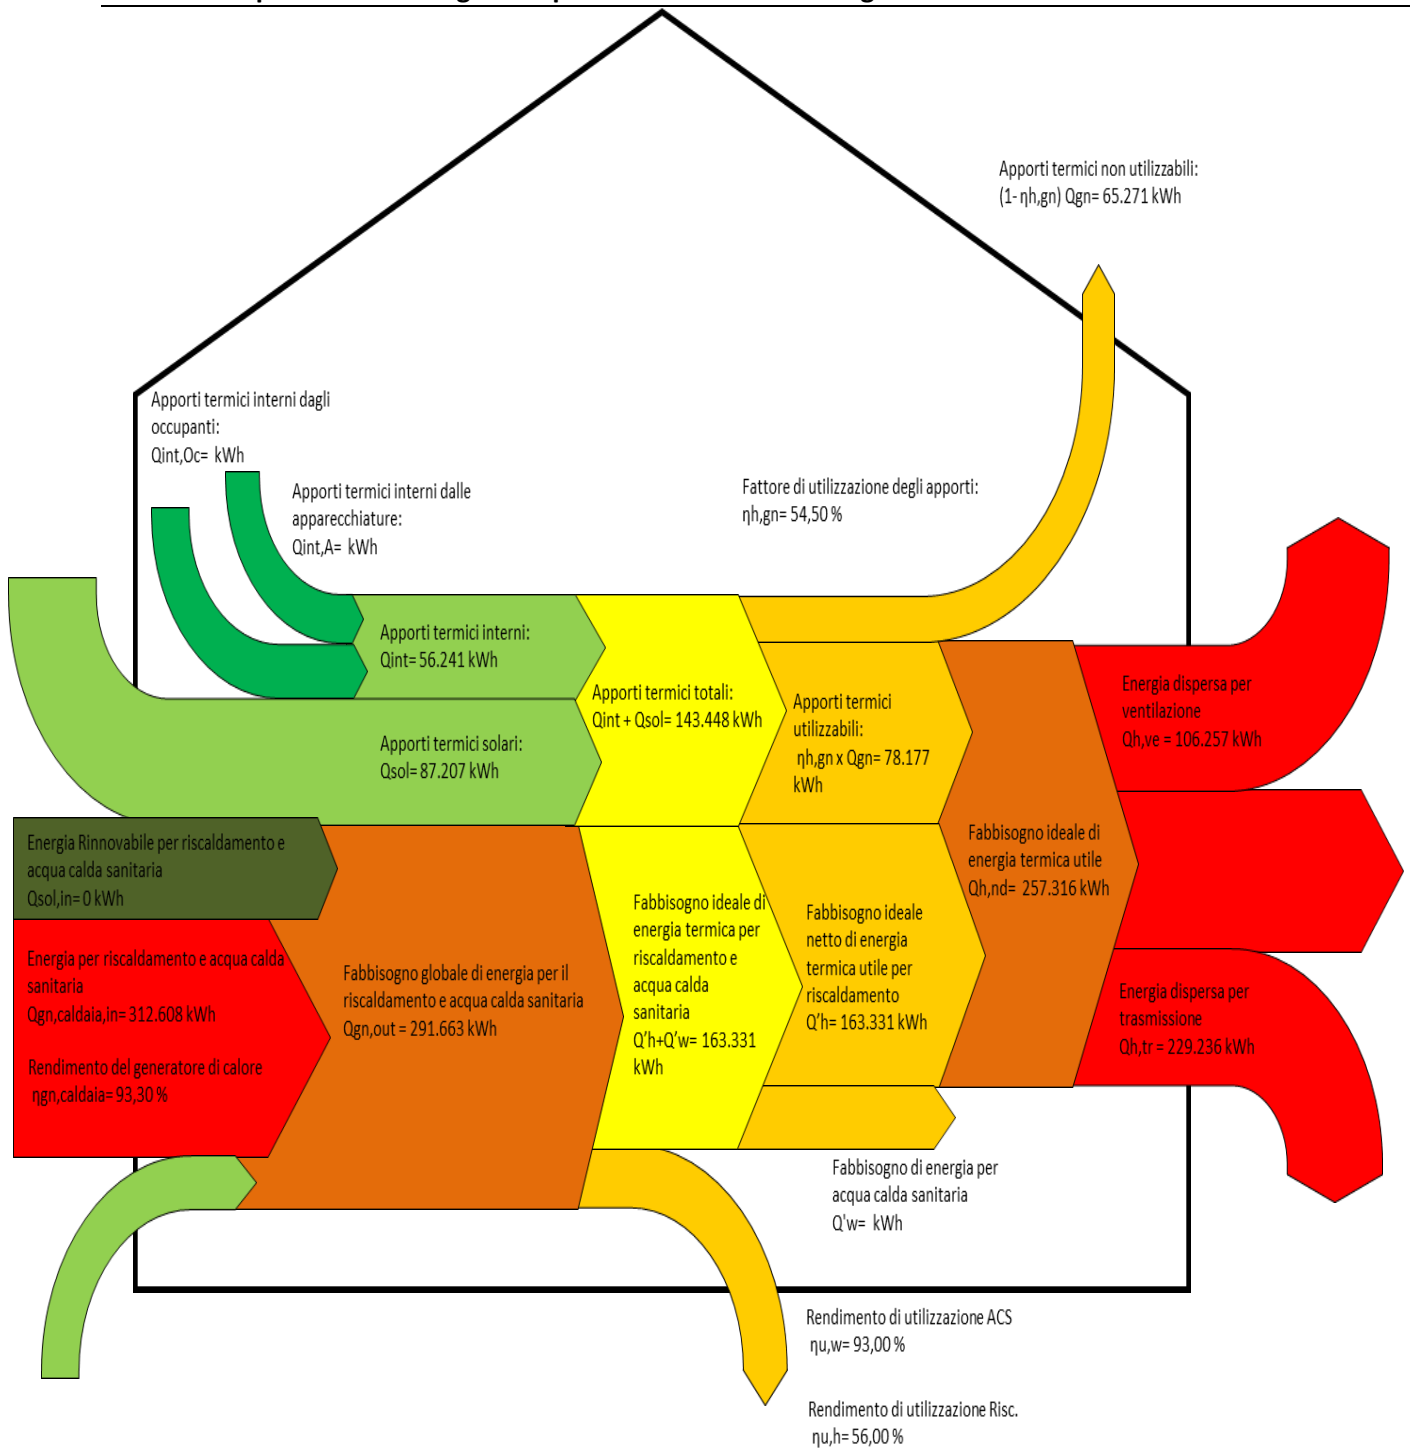 Apporti termici non utilizzabili:
(1- ηh,gn) Qgn= 65.271 kWh
Apporti termici interni dagli
occupanti:
Qint,Oc=  kWh
Apporti termici interni dalle
apparecchiature:
Qint,A=  kWh
Fattore di utilizzazione degli apporti:
ηh,gn= 54,50 %
Apporti termici interni:
Qint= 56.241 kWh
Apporti termici solari:
Qsol= 87.207 kWh
Apporti termici totali:
Qint + Qsol= 143.448 kWh
Apporti termici
utilizzabili:
ηh,gn x Qgn= 78.177
kWh
Energia dispersa per
ventilazione
Qh,ve = 106.257 kWh
Energia Rinnovabile per riscaldamento e
acqua calda sanitaria
Qsol,in= 0 kWh
Energia per riscaldamento e acqua calda
sanitaria
Qgn,caldaia,in= 312.608 kWh
Rendimento del generatore di calore
ηgn,caldaia= 93,30 %
Fabbisogno globale di energia per il
riscaldamento e acqua calda sanitaria
Qgn,out = 291.663 kWh
Fabbisogno ideale di
energia termica per
riscaldamento e
acqua calda
sanitaria
Q’h+Q’w= 163.331
kWh
Fabbisogno ideale
netto di energia
termica utile per
riscaldamento
Q’h= 163.331 kWh
Fabbisogno ideale di
energia termica utile
Qh,nd= 257.316 kWh
Energia dispersa per
trasmissione
Qh,tr = 229.236 kWh
Fabbisogno di energia per
acqua calda sanitaria
Q'w=  kWh
Rendimento di utilizzazione ACS
ηu,w= 93,00 %
Rendimento di utilizzazione Risc.
ηu,h= 56,00 %